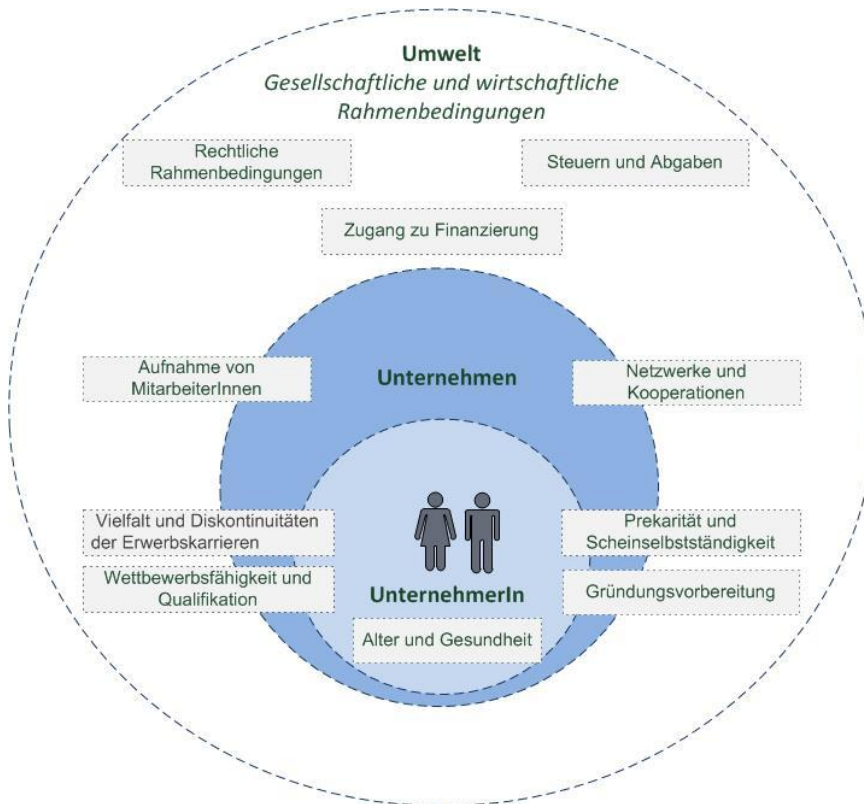 Umwelt
Gesellschaftliche und wirtschaftliche
Rahmenbedingungen
Rechtliche
Rahmenbedingungen
Steuern und Abgaben
Zugang zu Finanzierung
Aufnahme von
MitarbeiterInnen
Unternehmen
Netzwerke und
Kooperationen
Vielfalt und Diskontinuitäten
der Erwerbskarrieren
Prekarität und
Scheinselbstständigkeit
Wettbewerbsfähigkeit und
Qualifikation
UnternehmerIn
Gründungsvorbereitung
Alter und Gesundheit